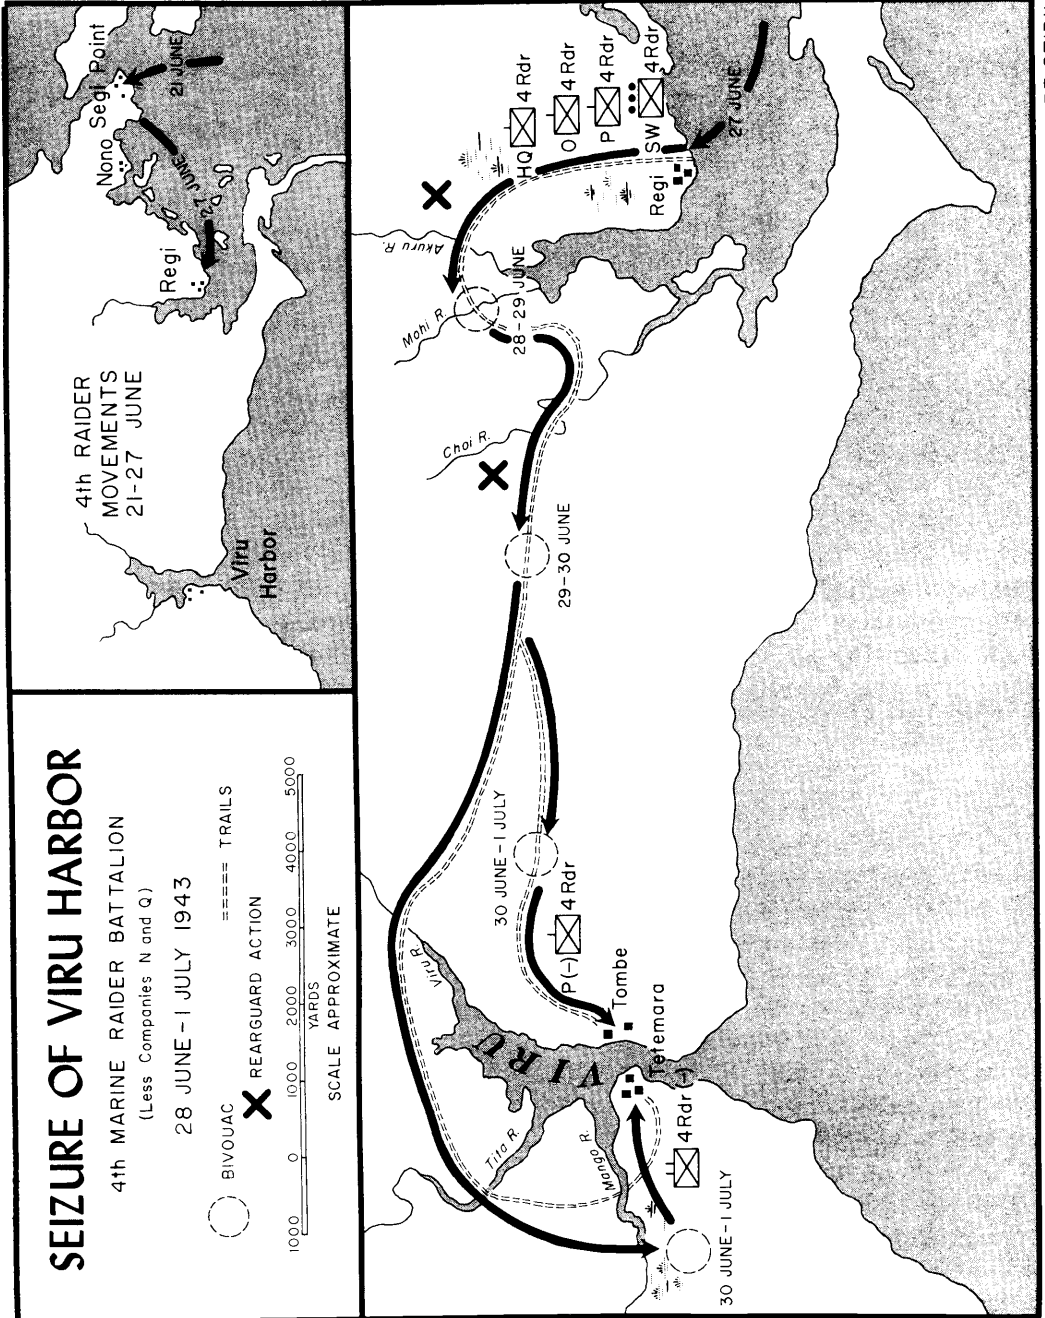 SEIZURE OF VIRU HARBOR
4th MARINE RAIDER BATTALION
(Less Companies N and Q)
28 JUNE - 1 JULY 1943
BIVOUAC
TRAILS
REARGUARD ACTION
1000 0 1000 2000 3000 4000 5000
YARDS
SCALE APPROXIMATE
4th RAIDER
MOVEMENTS
21-27 JUNE
Viru
Harbor
Regi
Nono
Segi Point
21 JUNE
27 JUNE
HQ 4 Rdr
O 4 Rdr
P 4 Rdr
SW 4 Rdr
27 JUNE
Regi
Akuru R.
Mohi R.
28-29 JUNE
Choi R.
29-30 JUNE
30 JUNE-1 JULY
P(-) 4 Rdr
Tombe
Viru R.
VIRU
Tetemara
Tita R.
Mango R.
4 Rdr (-)
30 JUNE-1 JULY